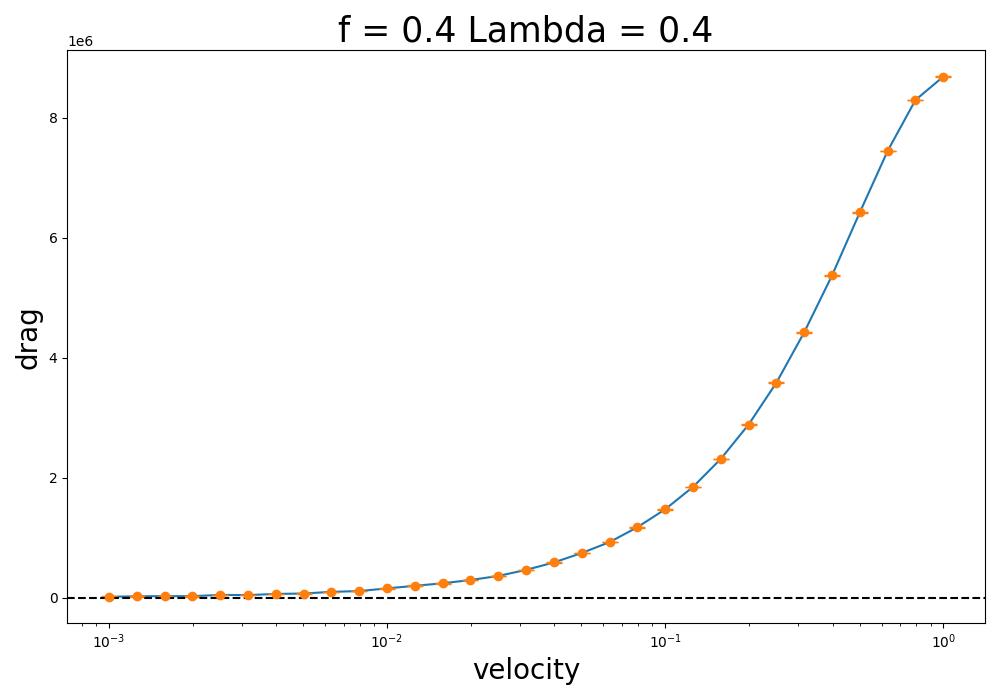 f = 0.4 Lambda = 0.4
1e6
8
6
4
2
0
drag
10⁻³
10⁻²
10⁻¹
10⁰
velocity